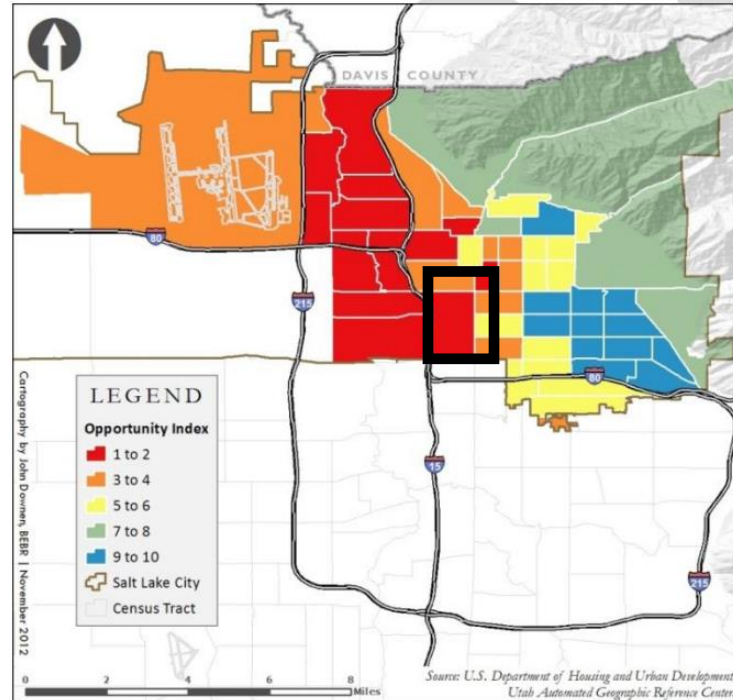 DAVIS COUNTY
80
215
80
15
215
LEGEND
Opportunity Index
1 to 2
3 to 4
5 to 6
7 to 8
9 to 10
Salt Lake City
Census Tract
Cartography by John Downen, BEBR | November 2012
0 2 4 6 8
Miles
Source: U.S. Department of Housing and Urban Development
Utah Automated Geographic Reference Center